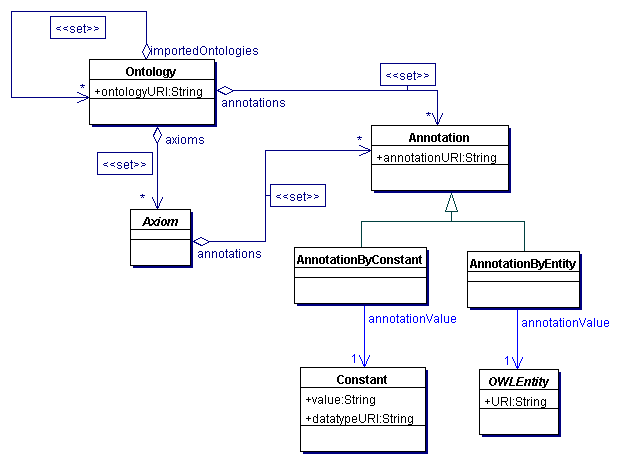 <<set>>
importedOntologies
Ontology
+ontologyURI:String
*
<<set>>
annotations
*
axioms
<<set>>
*
Annotation
+annotationURI:String
*
<<set>>
Axiom
annotations
AnnotationByConstant
AnnotationByEntity
annotationValue
annotationValue
1
1
Constant
+value:String
+datatypeURI:String
OWLEntity
+URI:String